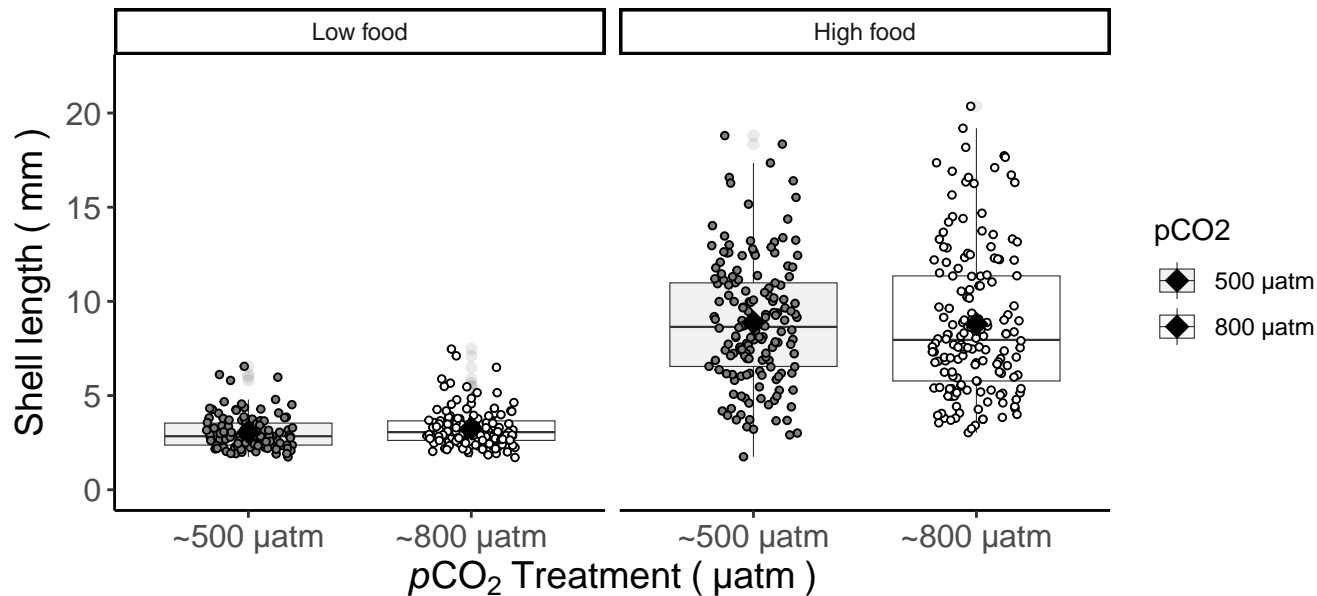 Low food
High food
Shell length ( mm )
20
15
10
5
0
~500 µatm
~800 µatm
~500 µatm
~800 µatm
pCO₂ Treatment ( µatm )
pCO2
500 µatm
800 µatm